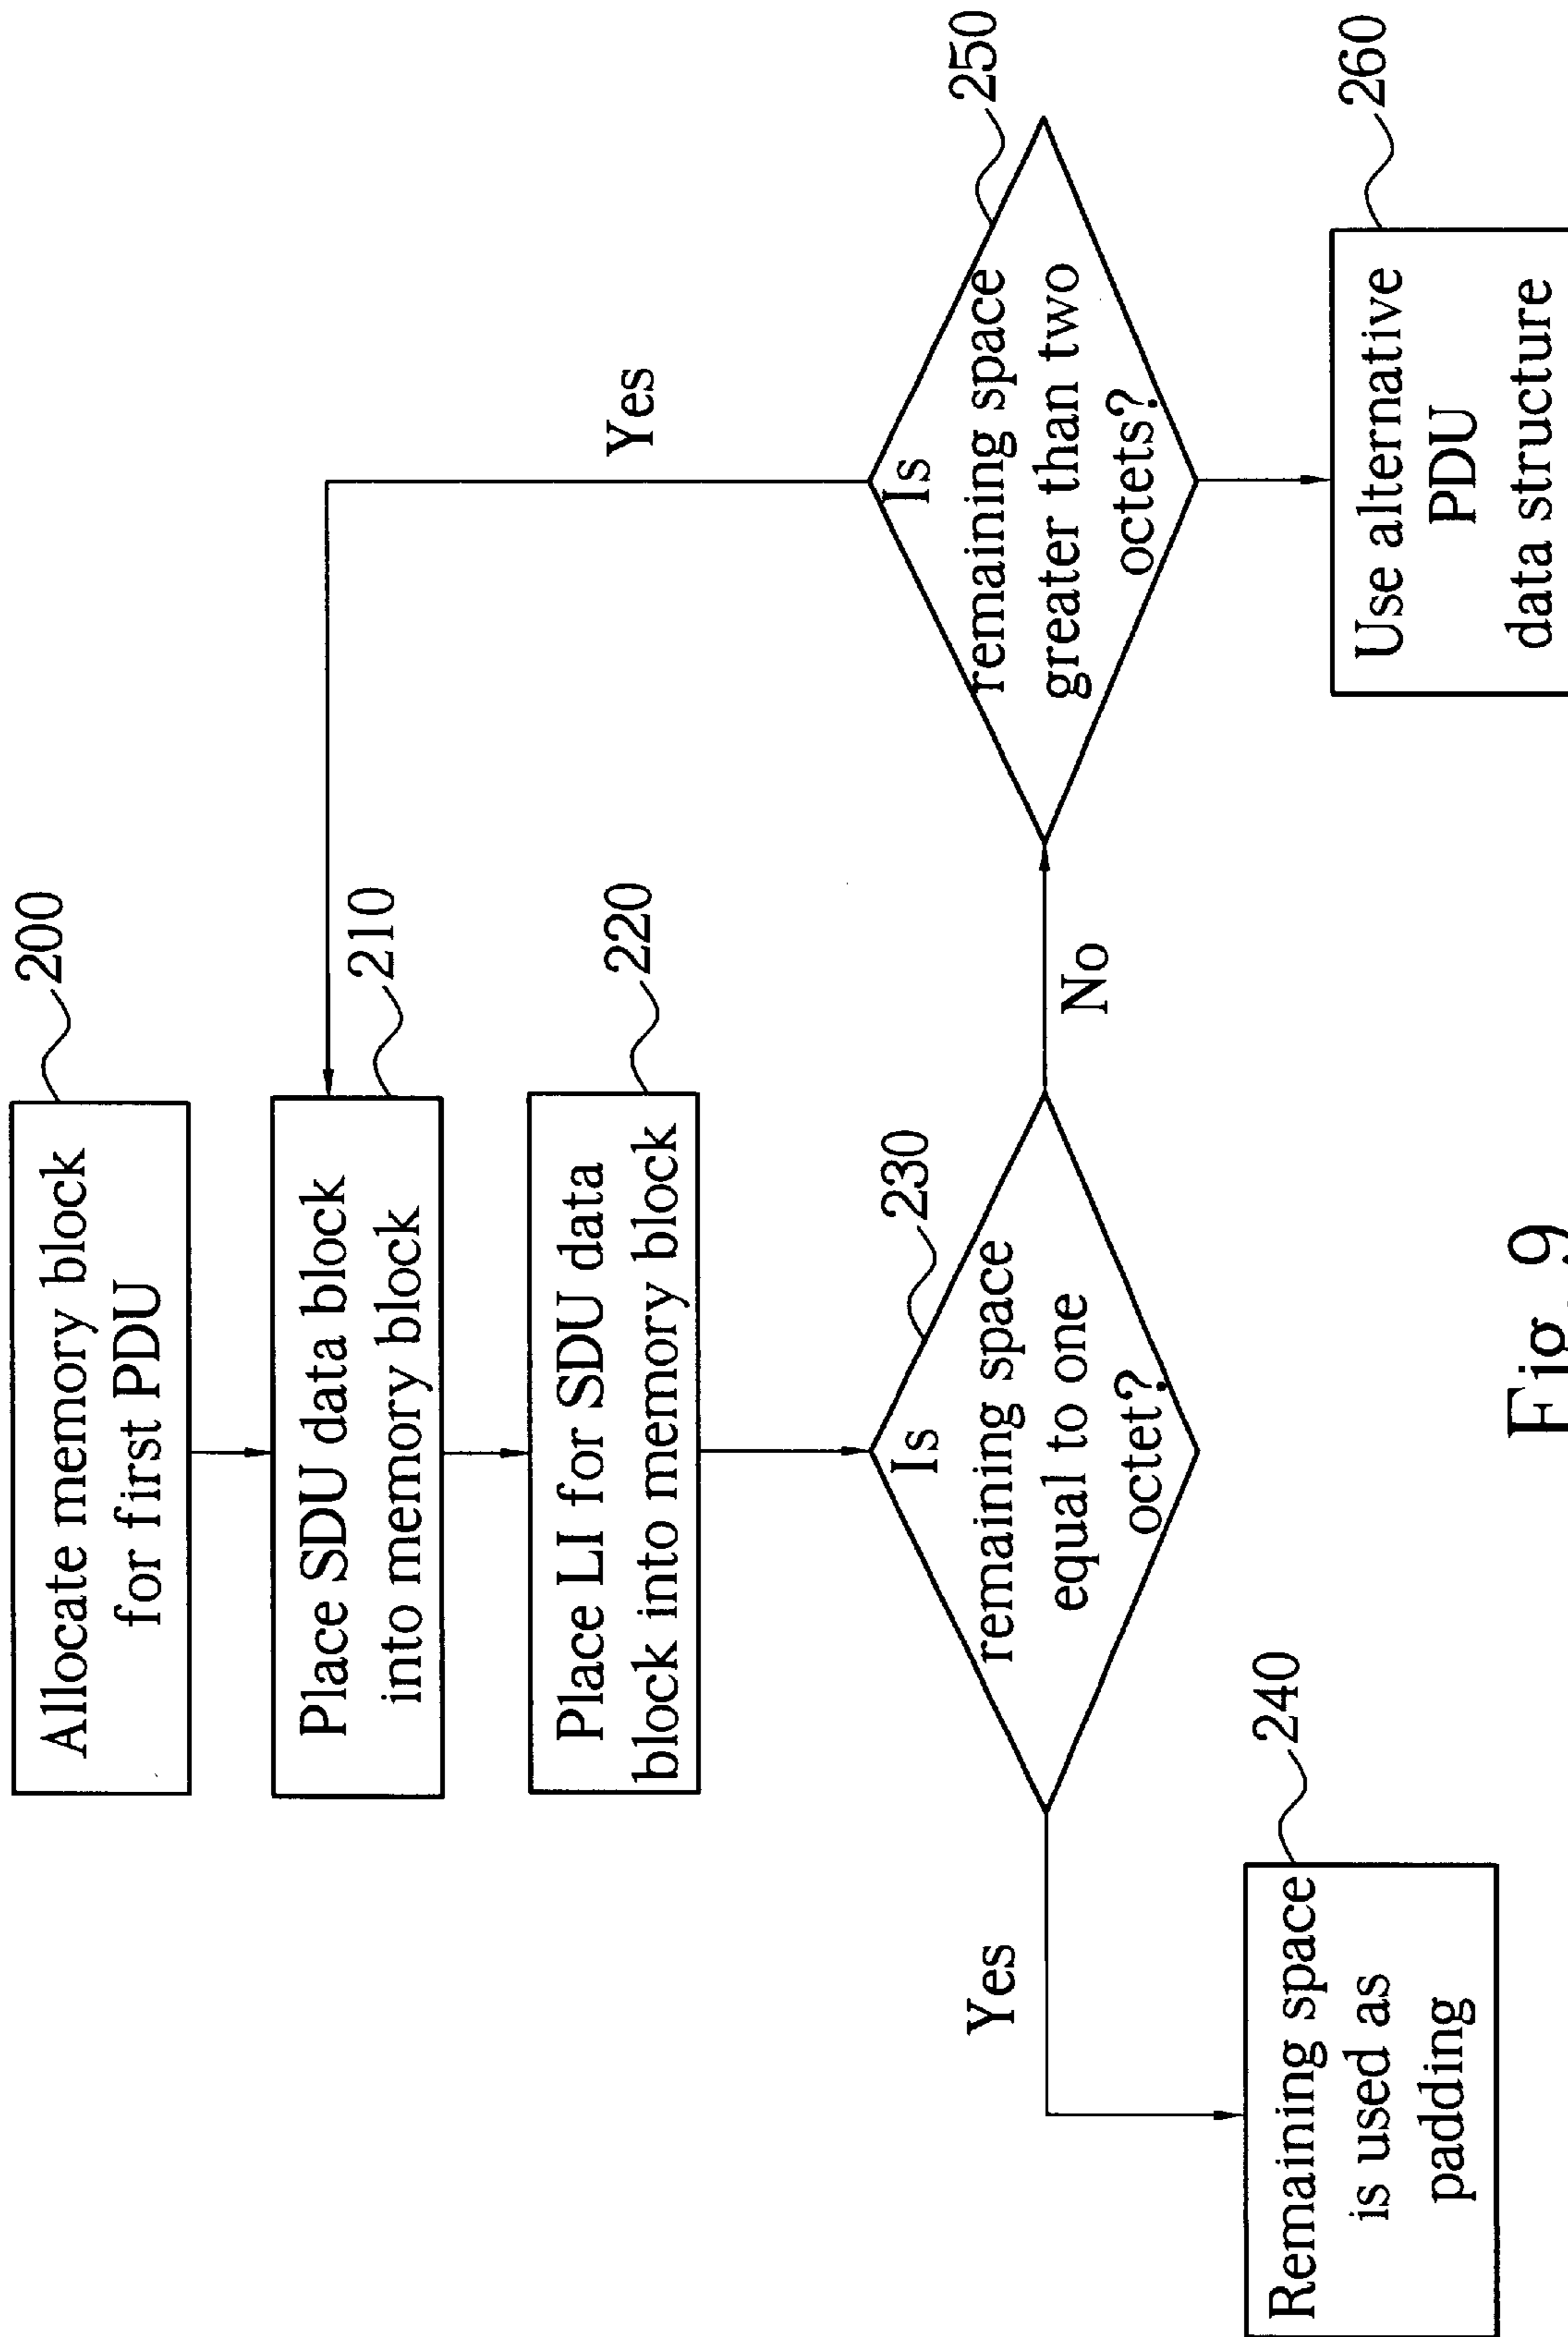 Allocate memory block
for first PDU
200
Place SDU data block
into memory block
210
Place LI for SDU data
block into memory block
220
Is
remaining space
equal to one
octet?
230
Yes
No
Remaining space
is used as
padding
240
Is
remaining space
greater than two
octets?
250
Yes
Use alternative
PDU
data structure
260
Fig. 9